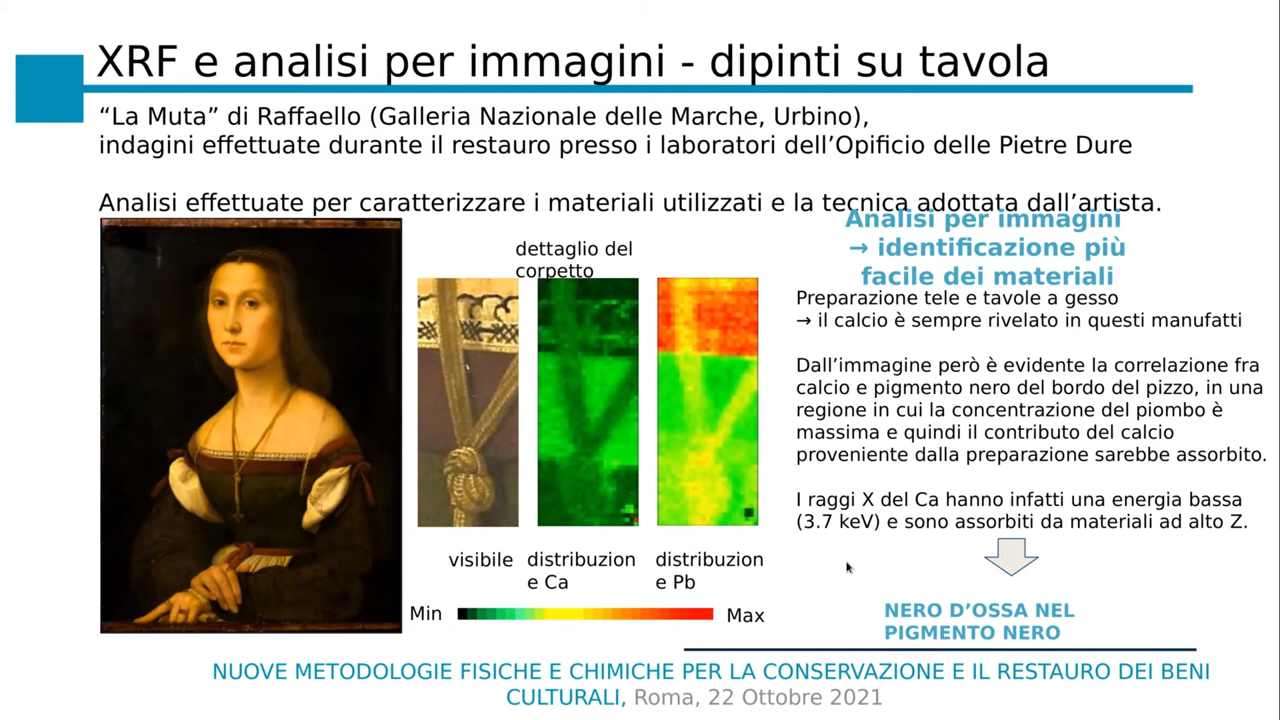 XRF e analisi per immagini - dipinti su tavola
“La Muta” di Raffaello (Galleria Nazionale delle Marche, Urbino),
indagini effettuate durante il restauro presso i laboratori dell’Opificio delle Pietre Dure
Analisi effettuate per caratterizzare i materiali utilizzati e la tecnica adottata dall’artista.
dettaglio del
corpetto
visibile
distribuzion
e Ca
distribuzion
e Pb
Min
Max
Analisi per immagini
→ identificazione più
facile dei materiali
Preparazione tele e tavole a gesso
→ il calcio è sempre rivelato in questi manufatti
Dall’immagine però è evidente la correlazione fra
calcio e pigmento nero del bordo del pizzo, in una
regione in cui la concentrazione del piombo è
massima e quindi il contributo del calcio
proveniente dalla preparazione sarebbe assorbito.
I raggi X del Ca hanno infatti una energia bassa
(3.7 keV) e sono assorbiti da materiali ad alto Z.
NERO D’OSSA NEL
PIGMENTO NERO
NUOVE METODOLOGIE FISICHE E CHIMICHE PER LA CONSERVAZIONE E IL RESTAURO DEI BENI
CULTURALI, Roma, 22 Ottobre 2021